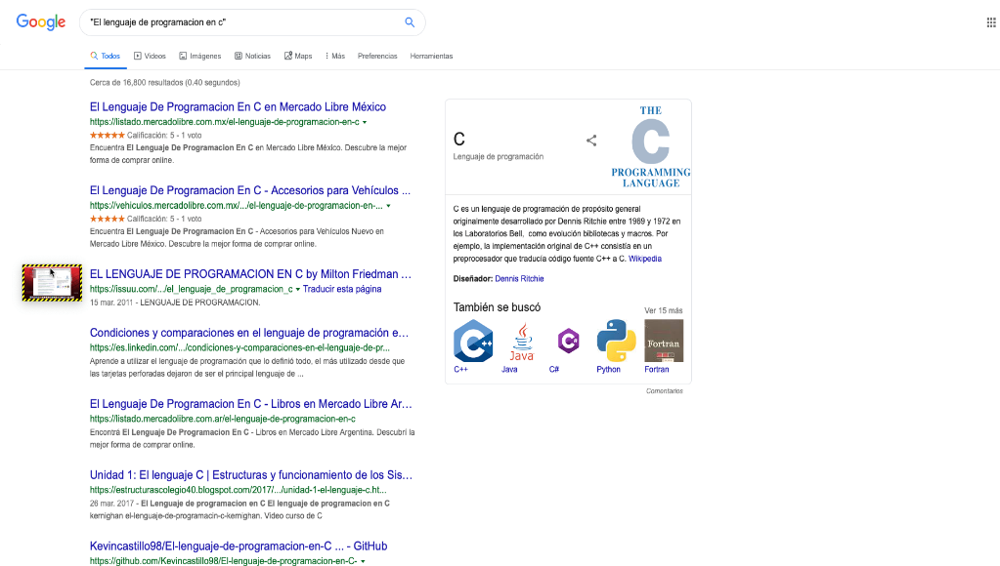 Google
"El lenguaje de programacion en c"
Todos Videos Imágenes Noticias Maps Más Preferencias Herramientas
Cerca de 16,800 resultados (0.40 segundos)
El Lenguaje De Programacion En C en Mercado Libre México
https://listado.mercadolibre.com.mx/el-lenguaje-de-programacion-en-c
Calificación: 5 - 1 voto
Encuentra El Lenguaje De Programacion En C en Mercado Libre México. Descubre la mejor
forma de comprar online.
El Lenguaje De Programacion En C - Accesorios para Vehículos ...
https://vehiculos.mercadolibre.com.mx/.../el-lenguaje-de-programacion-en-...
Calificación: 5 - 1 voto
Encuentra El Lenguaje De Programacion En C - Accesorios para Vehículos Nuevo en
Mercado Libre México. Descubre la mejor forma de comprar online.
EL LENGUAJE DE PROGRAMACION EN C by Milton Friedman ...
https://issuu.com/.../el_lenguaje_de_programacion_c Traducir esta página
15 mar. 2011 - LENGUAJE DE PROGRAMACION.
Condiciones y comparaciones en el lenguaje de programación e...
https://es.linkedin.com/.../condiciones-y-comparaciones-en-el-lenguaje-de-pr...
Aprende a utilizar el lenguaje de programación que lo definió todo, el más utilizado desde que
las tarjetas perforadas dejaron de ser el principal lenguaje de ...
El Lenguaje De Programacion En C - Libros en Mercado Libre Ar...
https://listado.mercadolibre.com.ar/el-lenguaje-de-programacion-en-c
Encontrá El Lenguaje De Programacion En C - Libros en Mercado Libre Argentina. Descubrí la
mejor forma de comprar online.
Unidad 1: El lenguaje C | Estructuras y funcionamiento de los Sis...
https://estructurascolegio40.blogspot.com/2017/.../unidad-1-el-lenguaje-c.ht...
26 mar. 2017 - El lenguaje de programacion en C El lenguaje de programacion en C
kernighan el-lenguaje-de-programacin-c-kernighan. Video curso de C
Kevincastillo98/El-lenguaje-de-programacion-en-C ... - GitHub
https://github.com/Kevincastillo98/El-lenguaje-de-programacion-en-C-
C
Lenguaje de programación
THE
C
PROGRAMMING
LANGUAGE
C es un lenguaje de programación de propósito general
originalmente desarrollado por Dennis Ritchie entre 1969 y 1972 en
los Laboratorios Bell, como evolución bibliotecas y macros. Por
ejemplo, la implementación original de C++ consistía en un
preprocesador que traducía código fuente C++ a C. Wikipedia
Diseñador: Dennis Ritchie
También se buscó
Ver 15 más
C++
Java
C
Fortran
C++ Java C# Python Fortran
Comentarios